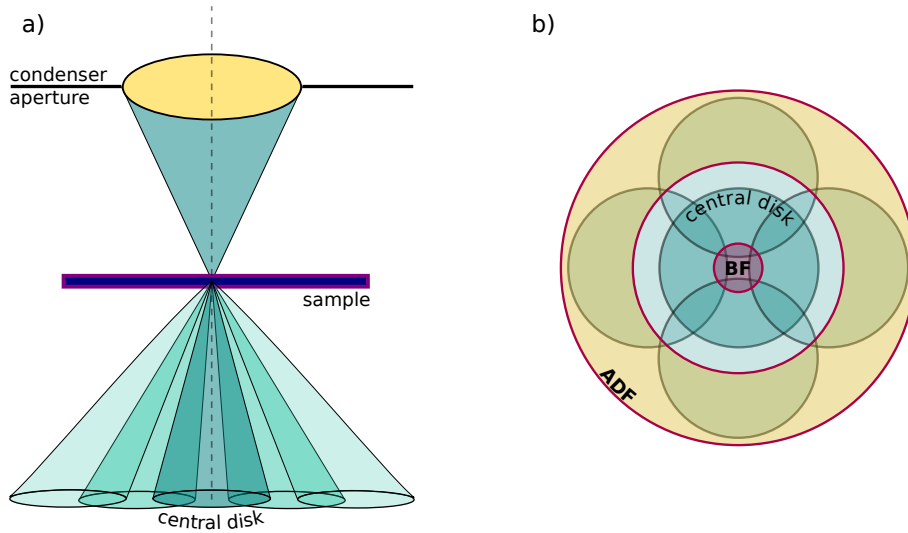 a)
condenser
aperture
sample
central disk
b)
central disk
BF
ADF